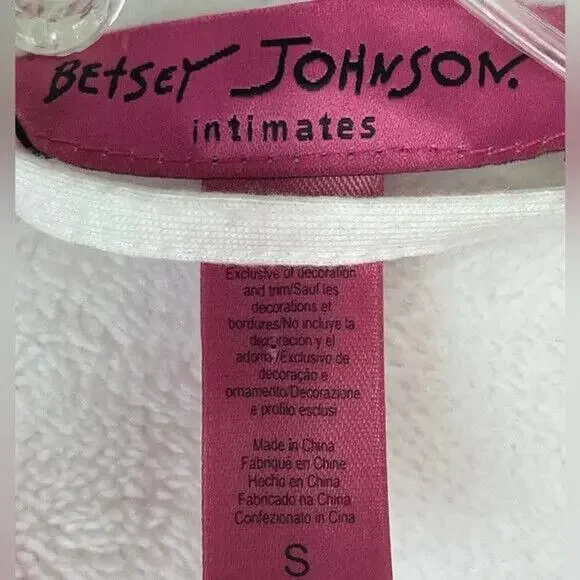 BETSEY JOHNSON.
intimates
Exclusive of decoration
and trim/Sauf les
décorations et
bordures/No incluye la
decoración y el
adorno/Exclusivo de
decoração e
ornamento/Decorazione
e profilo esclusi
Made in China
Fabriqué en Chine
Hecho en China
Fabricado na China
Confezionato in Cina
S